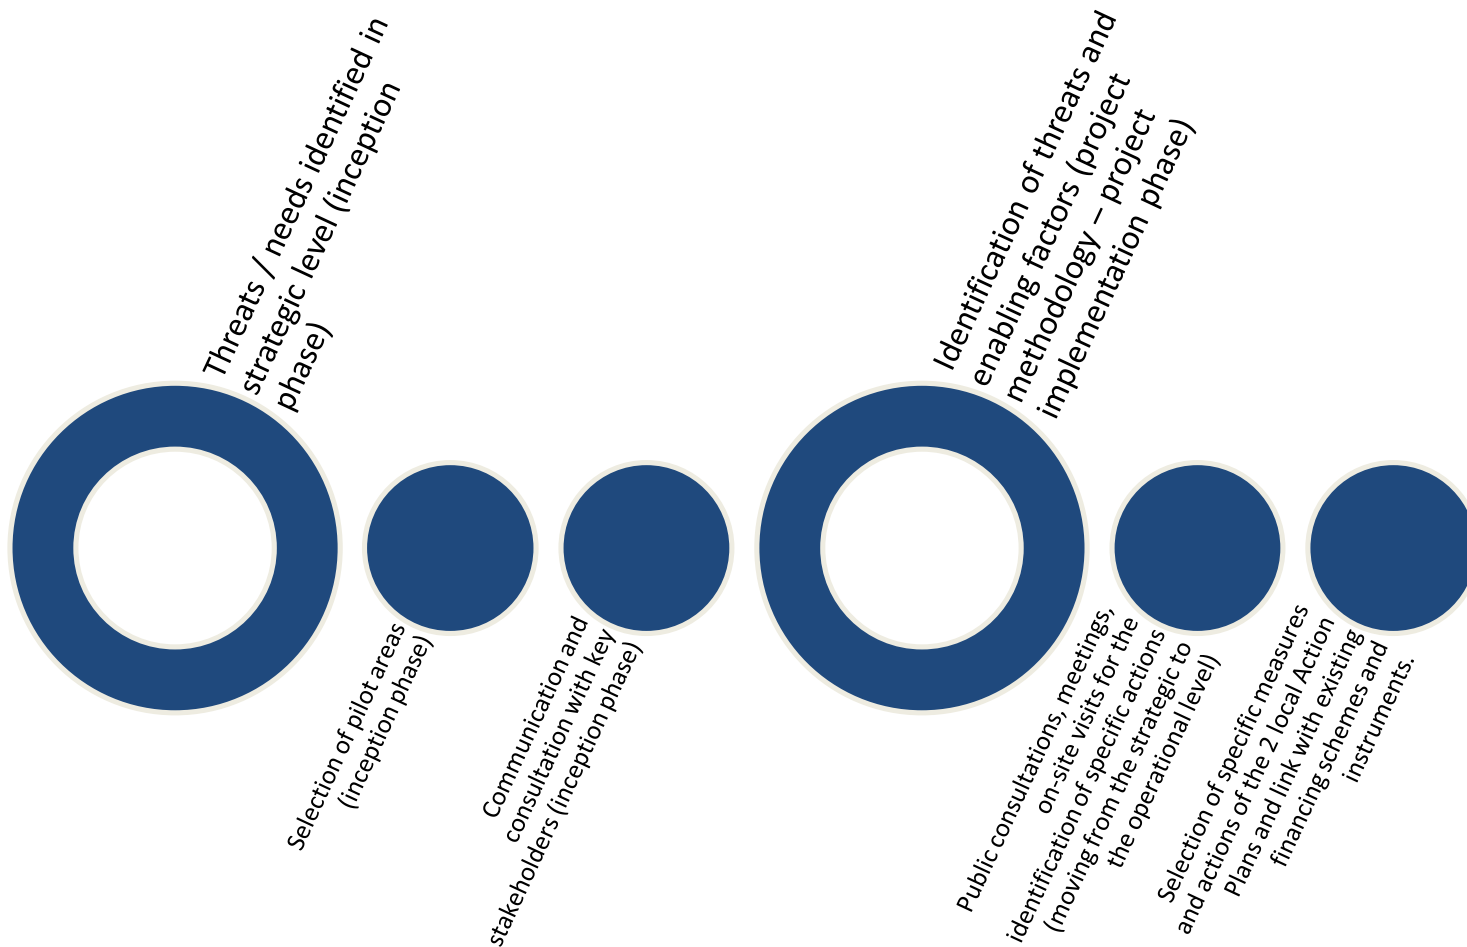 Threats / needs identified in
strategic level (inception
phase)
Selection of pilot areas
(inception phase)
Communication and
consultation with key
stakeholders (inception phase)
Identification of threats and
enabling factors (project
methodology – project
implementation phase)
Public consultations, meetings,
on-site visits for the
identification of specific actions
(moving from the strategic to
the operational level)
Selection of specific measures
and actions of the 2 local Action
Plans and link with existing
financing schemes and
instruments.